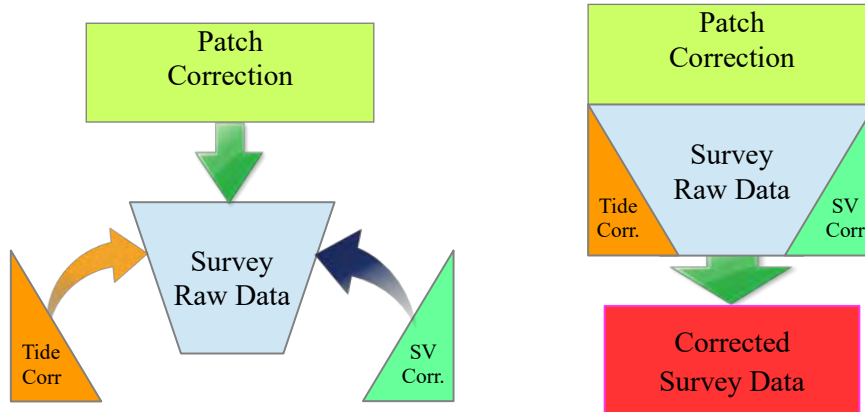 Patch
Correction
Survey
Raw Data
Tide
Corr
SV
Corr.
Patch
Correction
Survey
Raw Data
Tide
Corr.
SV
Corr
Corrected
Survey Data